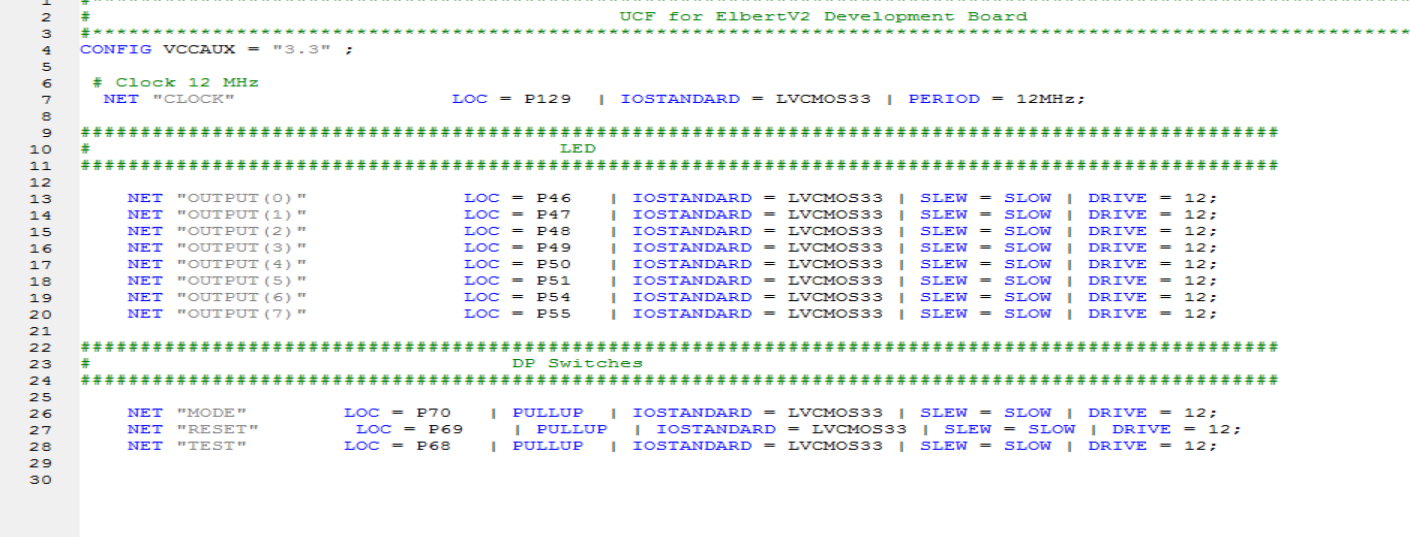 1 #**********************************************************************************************************
2 # UCF for ElbertV2 Development Board
3 #**********************************************************************************************************
4 CONFIG VCCAUX = "3.3" ;
5
6 # Clock 12 MHz
7 NET "CLOCK" LOC = P129 | IOSTANDARD = LVCMOS33 | PERIOD = 12MHz;
8
9 ####################################################################################################
10 # LED
11 ####################################################################################################
12
13 NET "OUTPUT(0)" LOC = P46 | IOSTANDARD = LVCMOS33 | SLEW = SLOW | DRIVE = 12;
14 NET "OUTPUT(1)" LOC = P47 | IOSTANDARD = LVCMOS33 | SLEW = SLOW | DRIVE = 12;
15 NET "OUTPUT(2)" LOC = P48 | IOSTANDARD = LVCMOS33 | SLEW = SLOW | DRIVE = 12;
16 NET "OUTPUT(3)" LOC = P49 | IOSTANDARD = LVCMOS33 | SLEW = SLOW | DRIVE = 12;
17 NET "OUTPUT(4)" LOC = P50 | IOSTANDARD = LVCMOS33 | SLEW = SLOW | DRIVE = 12;
18 NET "OUTPUT(5)" LOC = P51 | IOSTANDARD = LVCMOS33 | SLEW = SLOW | DRIVE = 12;
19 NET "OUTPUT(6)" LOC = P54 | IOSTANDARD = LVCMOS33 | SLEW = SLOW | DRIVE = 12;
20 NET "OUTPUT(7)" LOC = P55 | IOSTANDARD = LVCMOS33 | SLEW = SLOW | DRIVE = 12;
21
22 ####################################################################################################
23 # DP Switches
24 ####################################################################################################
25
26 NET "MODE" LOC = P70 | PULLUP | IOSTANDARD = LVCMOS33 | SLEW = SLOW | DRIVE = 12;
27 NET "RESET" LOC = P69 | PULLUP | IOSTANDARD = LVCMOS33 | SLEW = SLOW | DRIVE = 12;
28 NET "TEST" LOC = P68 | PULLUP | IOSTANDARD = LVCMOS33 | SLEW = SLOW | DRIVE = 12;
29
30